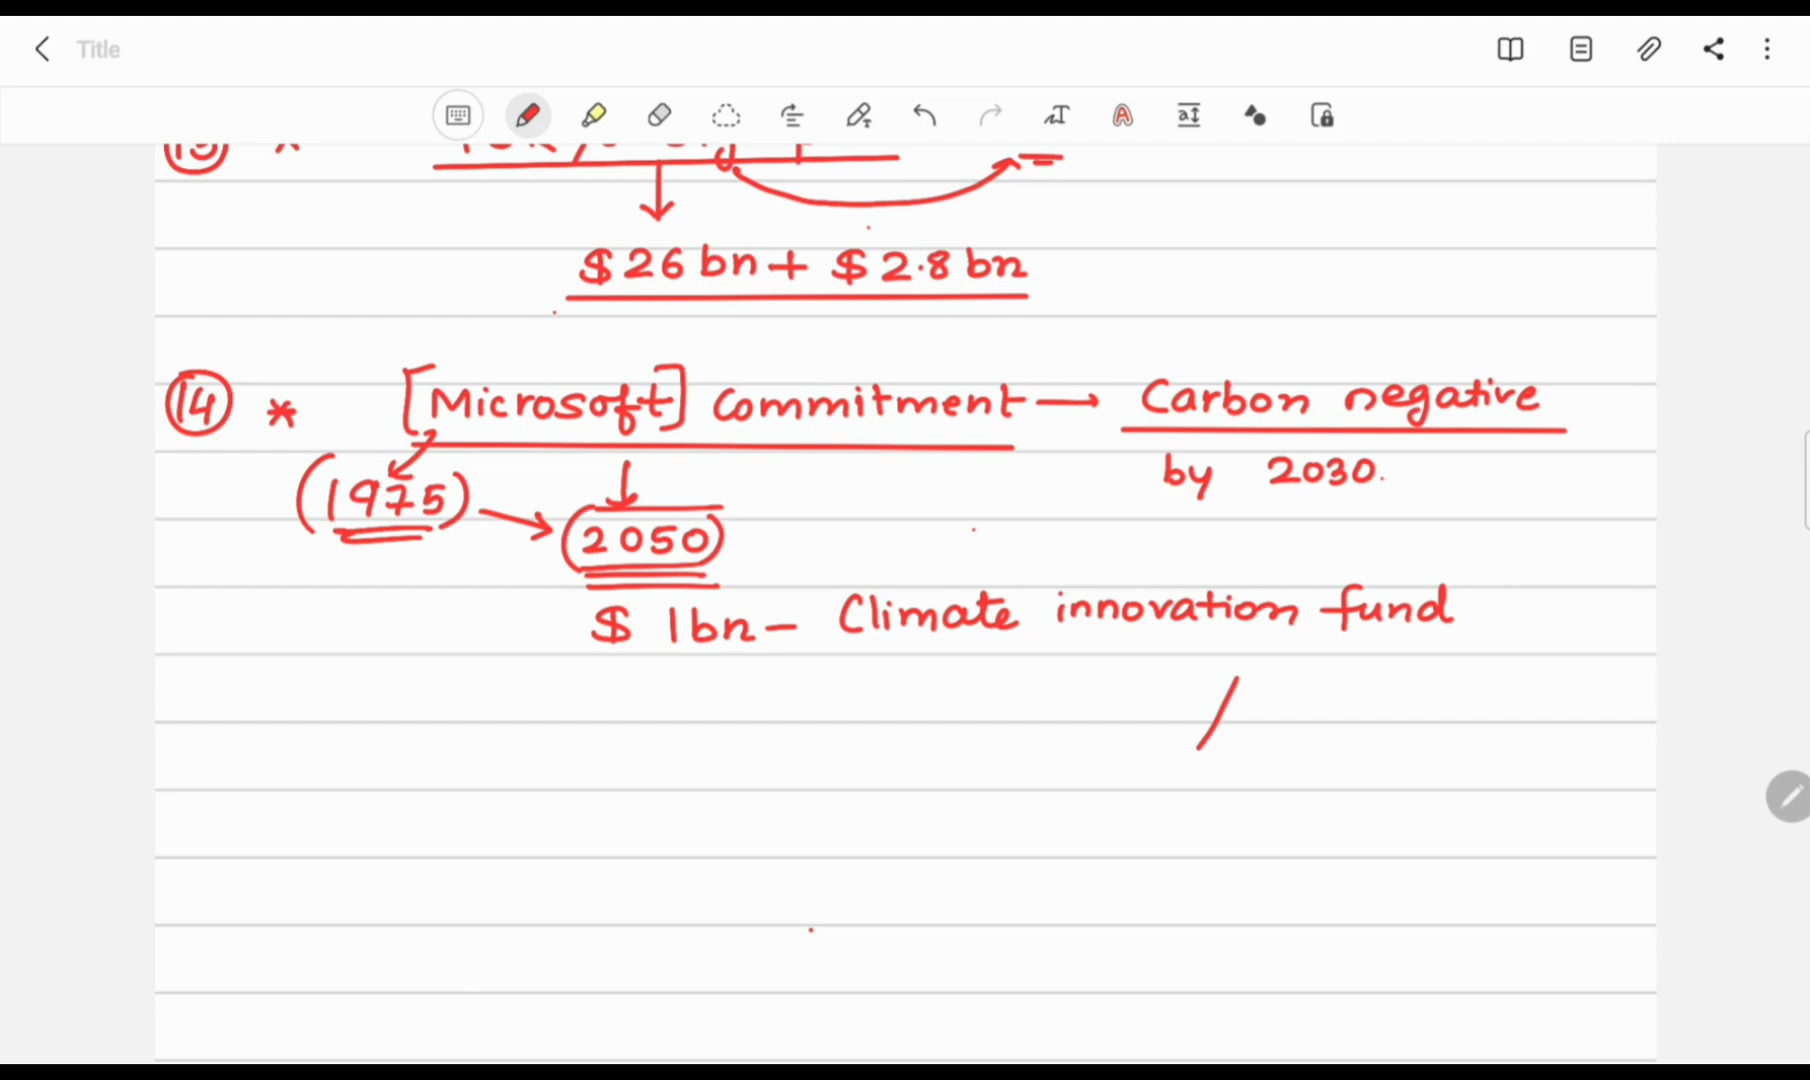 Title
$26 bn + $2.8 bn
14 * [Microsoft] Commitment → Carbon negative
by 2030.
(1975) → (2050)
$ 1bn - Climate innovation fund